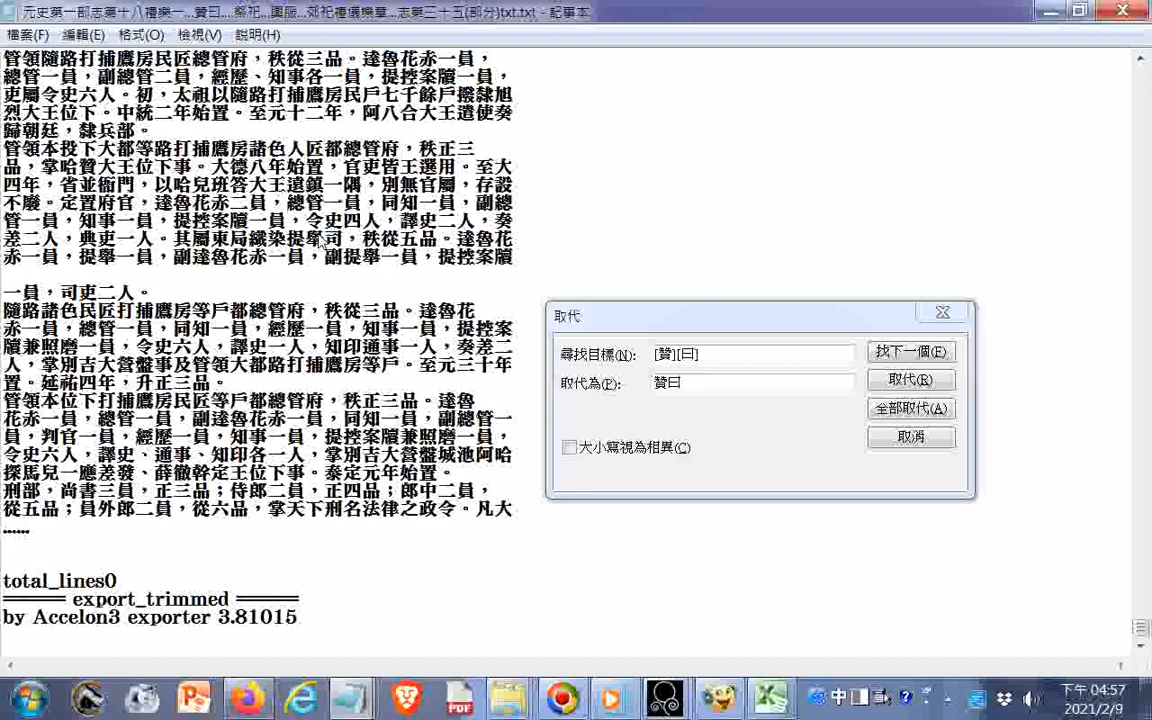 元史第一部志第十八禮樂一...贊曰...祭祀...輿服...郊祀禮儀樂章...志第三十五(部分)txt.txt - 記事本
檔案(F) 編輯(E) 格式(O) 檢視(V) 說明(H)
管領隨路打捕鷹房民匠總管府，秩從三品。達魯花赤一員，
總管一員，副總管二員，經歷、知事各一員，提控案牘一員，
吏屬令史六人。初，太祖以隨路打捕鷹房民戶七千餘戶撥隸旭
烈大王位下。中統二年始置。至元十二年，阿八合大王遣使奏
歸朝廷，隸兵部。
管領本投下大都等路打捕鷹房諸色人匠都總管府，秩正三
品，掌哈贊大王位下事。大德八年始置，官吏皆王選用。至大
四年，省並衙門，以哈兒班答大王遠鎮一隅，別無官屬，存設
不廢。定置府官，達魯花赤二員，總管一員，同知一員，副總
管一員，知事一員，提控案牘一員，令史四人，譯史二人，奏
差二人，典吏一人。其屬東局織染提舉司，秩從五品。達魯花
赤一員，提舉一員，副達魯花赤一員，副提舉一員，提控案牘
一員，司吏二人。
隨路諸色民匠打捕鷹房等戶都總管府，秩從三品。達魯花
赤一員，總管一員，同知一員，經歷一員，知事一員，提控案
牘兼照磨一員，令史六人，譯史一人，知印通事一人，奏差二
人，掌別吉大營盤事及管領大都路打捕鷹房等戶。至元三十年
置。延祐四年，升正三品。
管領本位下打捕鷹房民匠等戶都總管府，秩正三品。達魯
花赤一員，總管一員，副達魯花赤一員，同知一員，副總管一
員，判官一員，經歷一員，知事一員，提控案牘兼照磨一員，
令史六人，譯史、通事、知印各一人，掌別吉大營盤城池阿哈
探馬兒一應差發、薛徹幹定王位下事。泰定元年始置。
刑部，尚書三員，正三品；侍郎二員，正四品；郎中二員，
從五品；員外郎二員，從六品，掌天下刑名法律之政令。凡大
......
total_lines0
===== export_trimmed =====
by Accelon3 exporter 3.81015
取代
尋找目標(N): [贊][曰] 找下一個(F)
取代為(P): 贊曰 取代(R)
全部取代(A)
大小寫視為相異(C) 取消
PDF
中
下午 04:57
2021/2/9